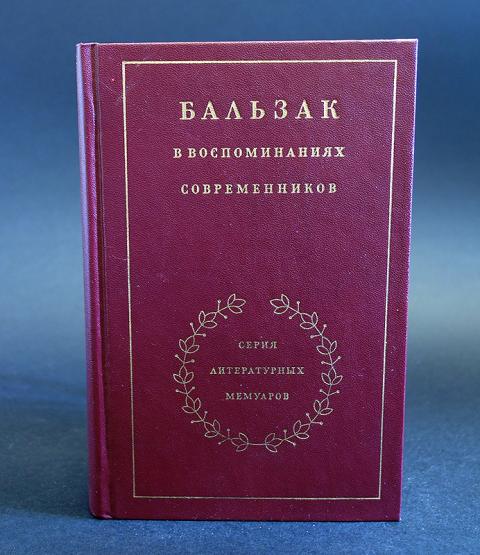 БАЛЬЗАК
В ВОСПОМИНАНИЯХ
СОВРЕМЕННИКОВ
СЕРИЯ
ЛИТЕРАТУРНЫХ
МЕМУАРОВ